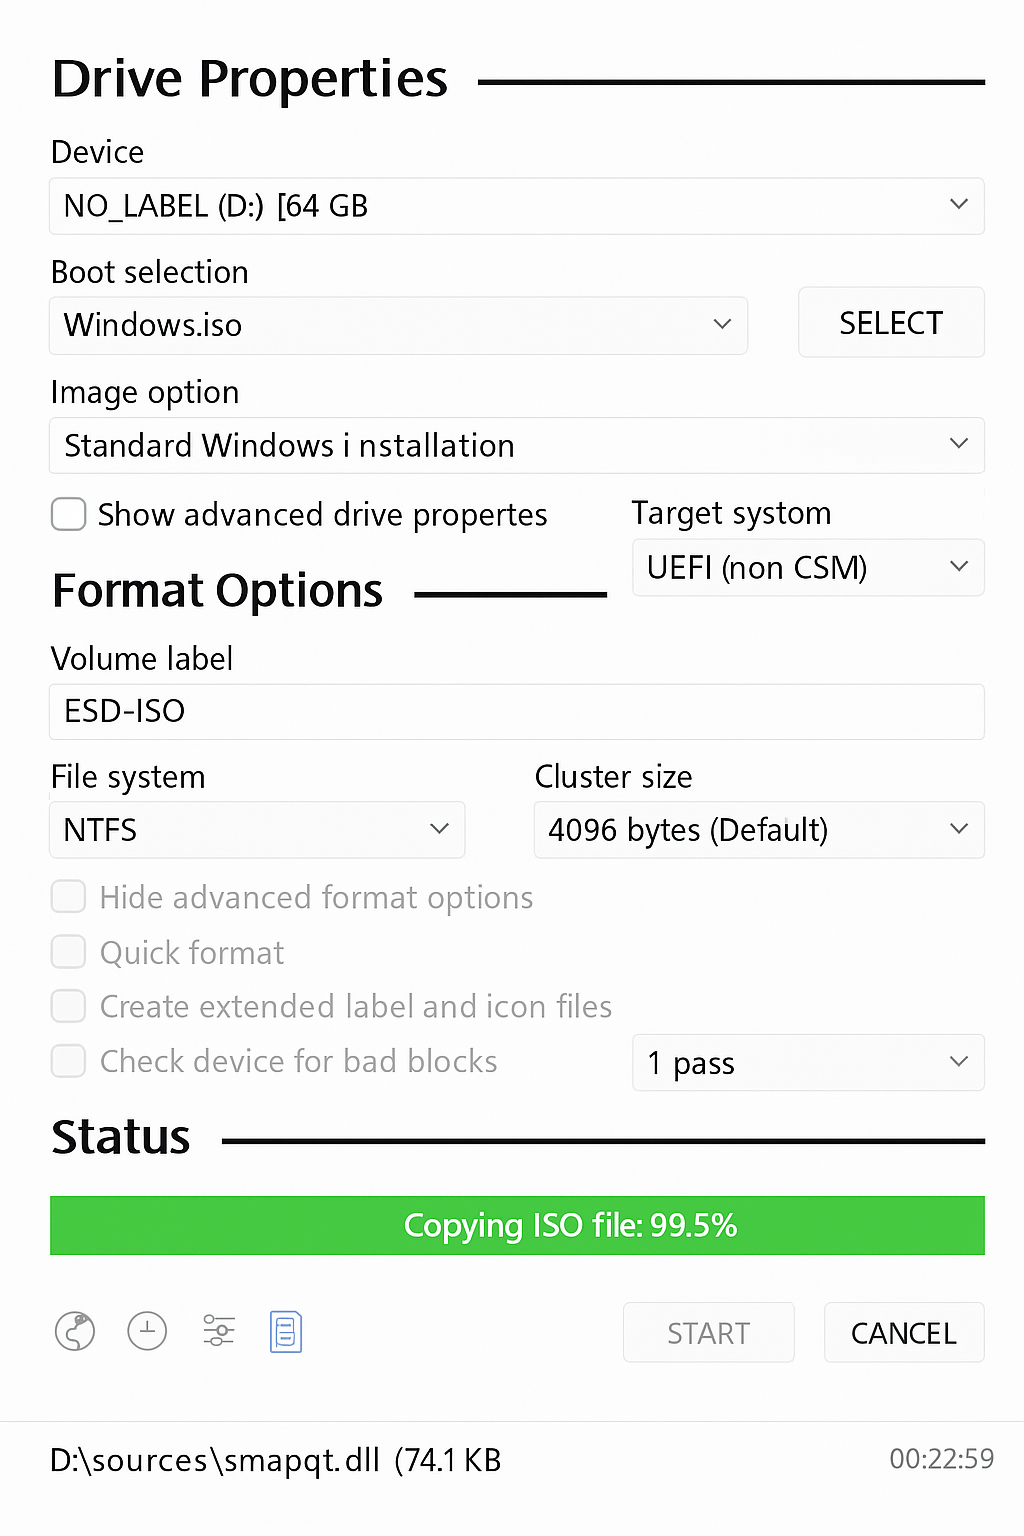 Drive Properties
Device
NO_LABEL (D:) [64 GB
Boot selection
Windows.iso
SELECT
Image option
Standard Windows i nstallation
Show advanced drive propertes
Target systom
UEFI (non CSM)
Format Options
Volume label
ESD-ISO
File system
Cluster size
NTFS
4096 bytes (Default)
Hide advanced format options
Quick format
Create extended label and icon files
Check device for bad blocks
1 pass
Status
Copying ISO file: 99.5%
START
CANCEL
D:\sources\smapqt.dll (74.1 KB
00:22:59